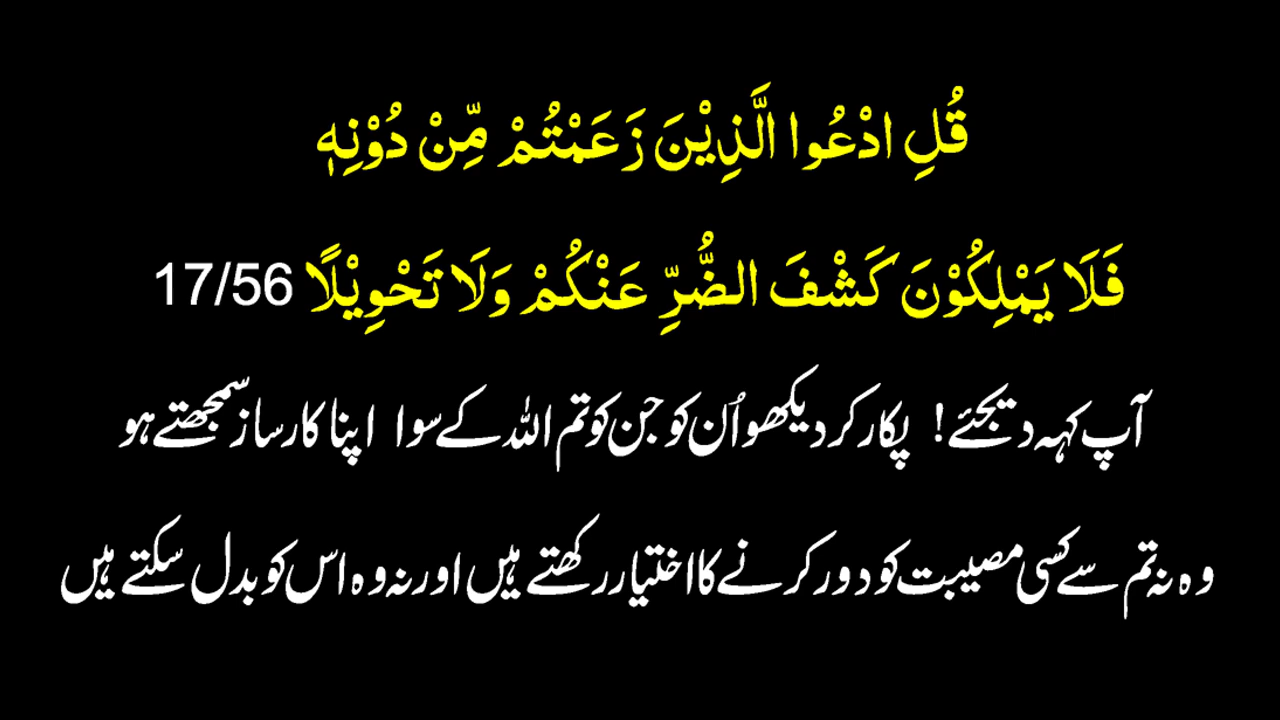 قُلِ ادْعُوا الَّذِيْنَ زَعَمْتُمْ مِّنْ دُوْنِهٖ
فَلَا يَمْلِكُوْنَ كَشْفَ الضُّرِّ عَنْكُمْ وَلَا تَحْوِيْلًا 17/56
آپ کہہ دیجئے! پکار کر دیکھو اُن کو جن کو تم اللہ کے سوا اپنا کارساز سمجھتے ہو
وہ نہ تم سے کسی مصیبت کو دور کرنے کا اختیار رکھتے ہیں اور نہ وہ اس کو بدل سکتے ہیں